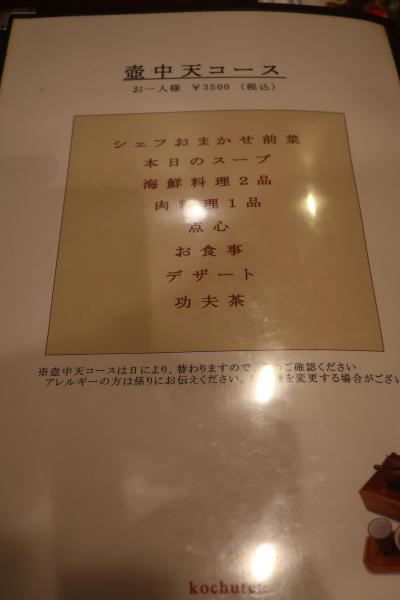 壺中天コース
お一人様 ¥3500 (税込)
シェフおまかせ前菜
本日のスープ
海鮮料理2品
肉料理1品
点心
お食事
デザート
功夫茶
※壺中天コースは日により、替わりますので、 ご確認ください
アレルギーの方は係りにお伝えください。 を変更する場合がござい
kochuten